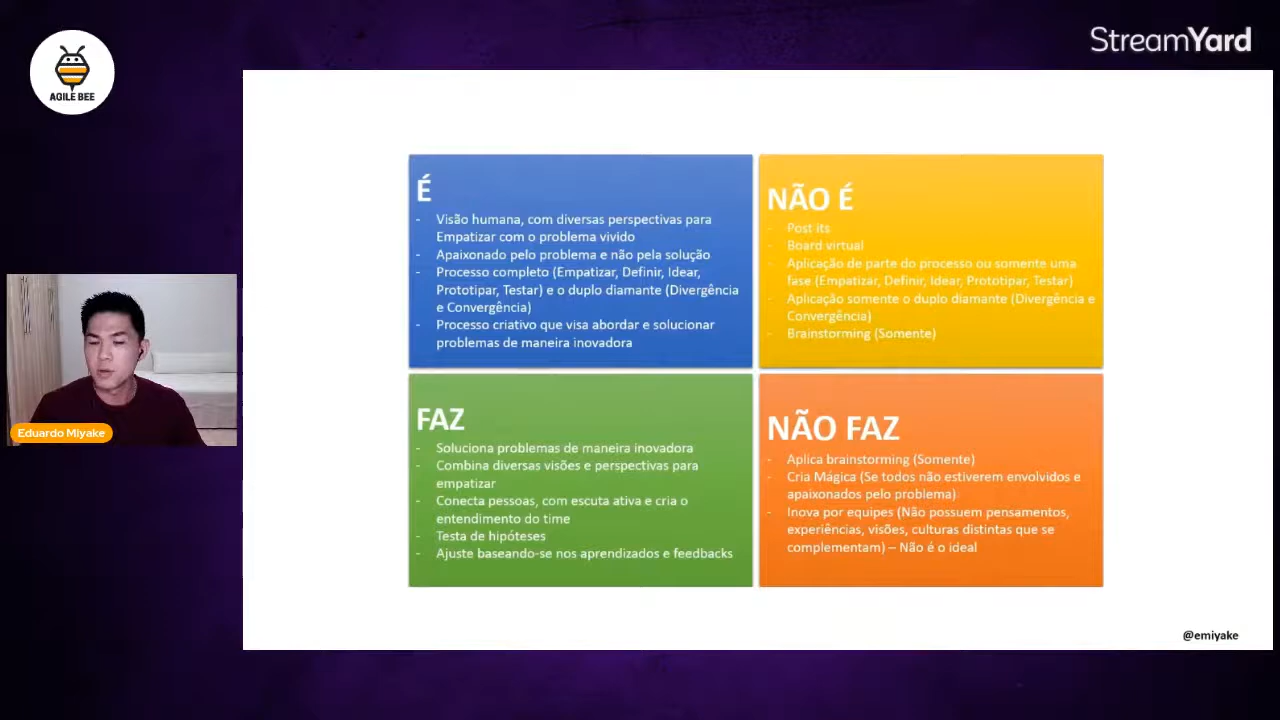 AGILE BEE
StreamYard
É
- Visão humana, com diversas perspectivas para
Empatizar com o problema vivido
- Apaixonado pelo problema e não pela solução
- Processo completo (Empatizar, Definir, Idear,
Prototipar, Testar) e o duplo diamante (Divergência
e Convergência)
- Processo criativo que visa abordar e solucionar
problemas de maneira inovadora
NÃO É
- Post its
- Board virtual
- Aplicação de parte do processo ou somente uma
fase (Empatizar, Definir, Idear, Prototipar, Testar)
- Aplicação somente o duplo diamante (Divergência e
Convergência)
- Brainstorming (Somente)
FAZ
- Soluciona problemas de maneira inovadora
- Combina diversas visões e perspectivas para
empatizar
- Conecta pessoas, com escuta ativa e cria o
entendimento do time
- Testa de hipóteses
- Ajuste baseando-se nos aprendizados e feedbacks
NÃO FAZ
- Aplica brainstorming (Somente)
- Cria Mágica (Se todos não estiverem envolvidos e
apaixonados pelo problema)
- Inova por equipes (Não possuem pensamentos,
experiências, visões, culturas distintas que se
complementam) – Não é o ideal
Eduardo Miyake
@emiyake